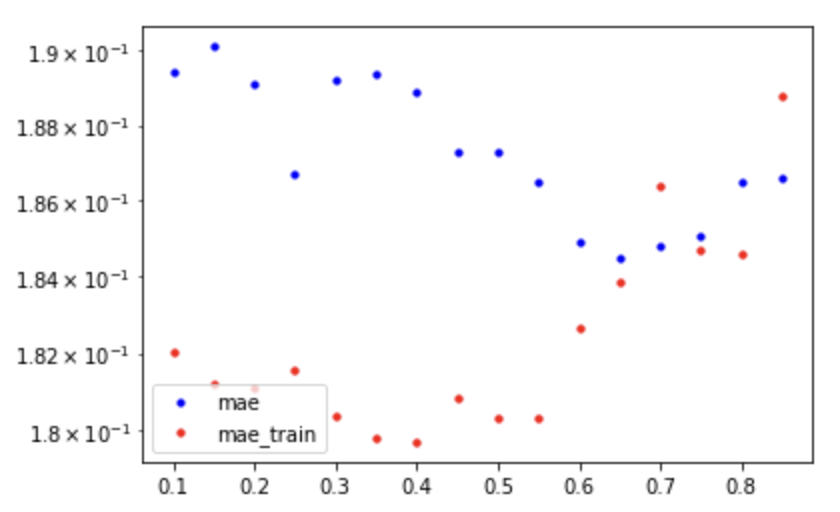 1.9 × 10⁻¹
1.88 × 10⁻¹
1.86 × 10⁻¹
1.84 × 10⁻¹
1.82 × 10⁻¹
1.8 × 10⁻¹
mae
mae_train
0.1 0.2 0.3 0.4 0.5 0.6 0.7 0.8